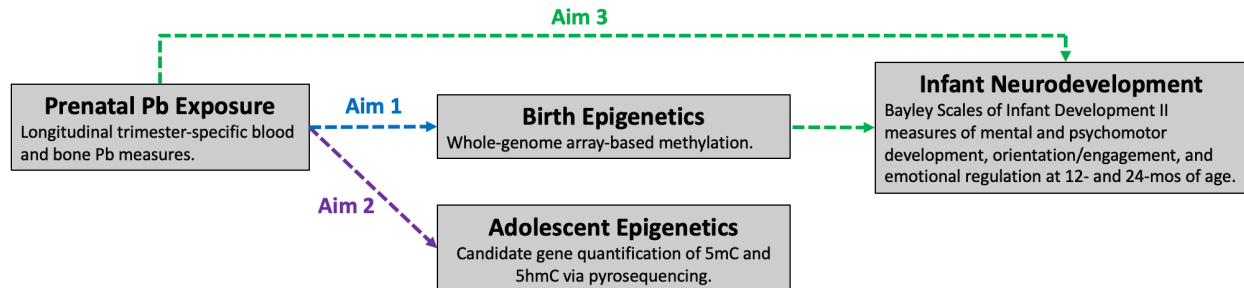 Aim 3
Prenatal Pb Exposure
Longitudinal trimester-specific blood
and bone Pb measures.
Aim 1
Birth Epigenetics
Whole-genome array-based methylation.
Infant Neurodevelopment
Bayley Scales of Infant Development II
measures of mental and psychomotor
development, orientation/engagement, and
emotional regulation at 12- and 24-mos of age.
Aim 2
Adolescent Epigenetics
Candidate gene quantification of 5mC and
5hmC via pyrosequencing.